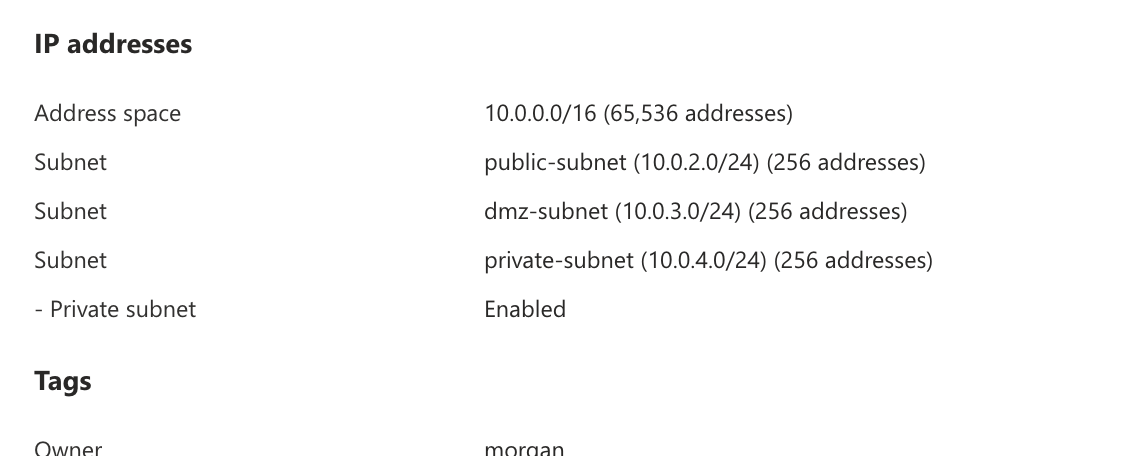 IP addresses
Address space 10.0.0.0/16 (65,536 addresses)
Subnet public-subnet (10.0.2.0/24) (256 addresses)
Subnet dmz-subnet (10.0.3.0/24) (256 addresses)
Subnet private-subnet (10.0.4.0/24) (256 addresses)
- Private subnet Enabled
Tags
Owner morgan